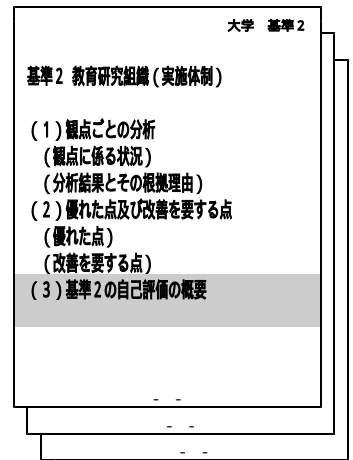 大学　基準２
基準２ 教育研究組織（実施体制）
（１）観点ごとの分析
（観点に係る状況）
（分析結果とその根拠理由）
（２）優れた点及び改善を要する点
（優れた点）
（改善を要する点）
（３）基準２の自己評価の概要
- -
- -
- -